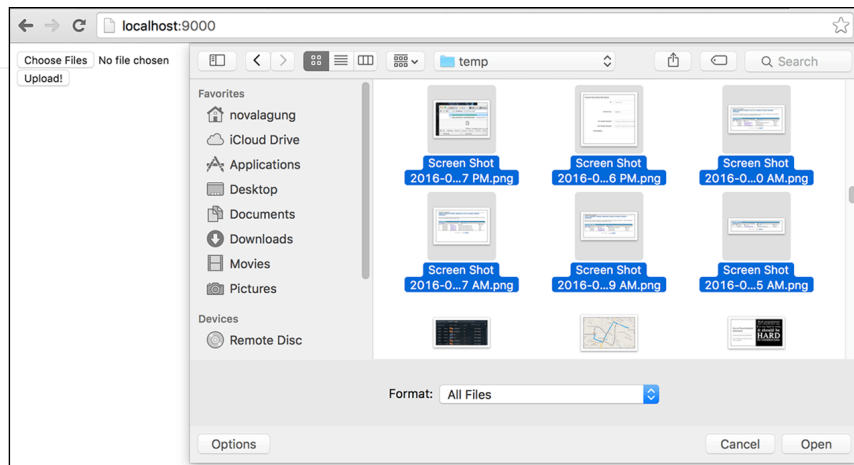 localhost:9000
Choose Files No file chosen
Upload!
temp
Search
Favorites
novalagung
iCloud Drive
Applications
Desktop
Documents
Downloads
Movies
Pictures
Devices
Remote Disc
Screen Shot
2016-0...7 PM.png
Screen Shot
2016-0...6 PM.png
Screen Shot
2016-0...0 AM.png
Screen Shot
2016-0...7 AM.png
Screen Shot
2016-0...9 AM.png
Screen Shot
2016-0...5 AM.png
it should be
HARD
Format: All Files
Options
Cancel
Open